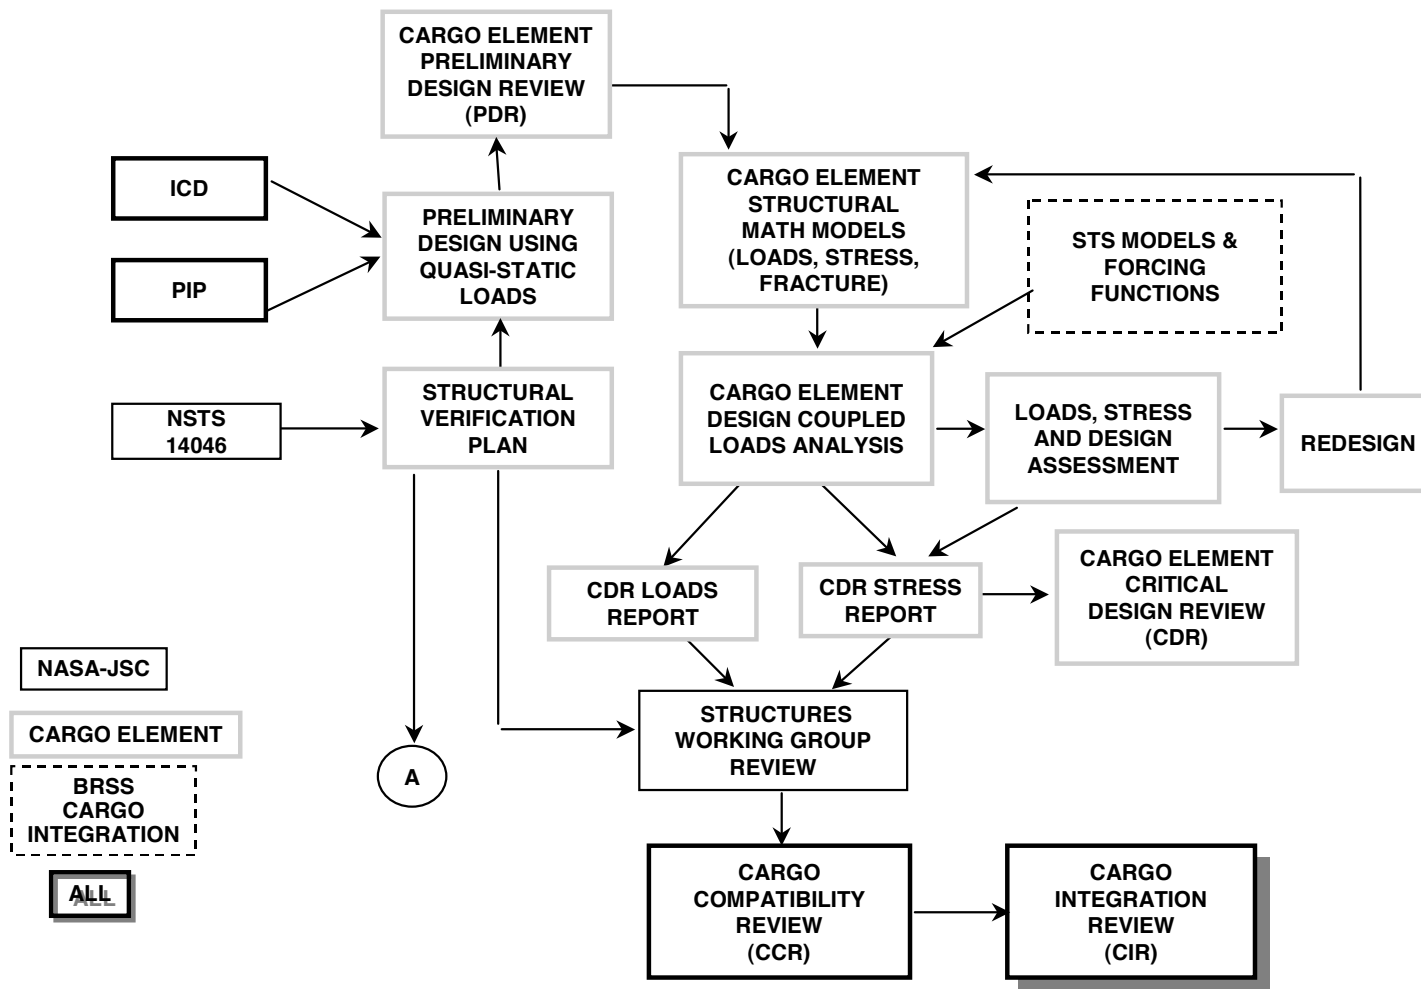 CARGO ELEMENT
PRELIMINARY
DESIGN REVIEW
(PDR)
ICD
PIP
PRELIMINARY
DESIGN USING
QUASI-STATIC
LOADS
CARGO ELEMENT
STRUCTURAL
MATH MODELS
(LOADS, STRESS,
FRACTURE)
STS MODELS &
FORCING
FUNCTIONS
NSTS
14046
STRUCTURAL
VERIFICATION
PLAN
CARGO ELEMENT
DESIGN COUPLED
LOADS ANALYSIS
LOADS, STRESS
AND DESIGN
ASSESSMENT
REDESIGN
CDR LOADS
REPORT
CDR STRESS
REPORT
CARGO ELEMENT
CRITICAL
DESIGN REVIEW
(CDR)
NASA-JSC
CARGO ELEMENT
BRSS
CARGO
INTEGRATION
ALL
A
STRUCTURES
WORKING GROUP
REVIEW
CARGO
COMPATIBILITY
REVIEW
(CCR)
CARGO
INTEGRATION
REVIEW
(CIR)